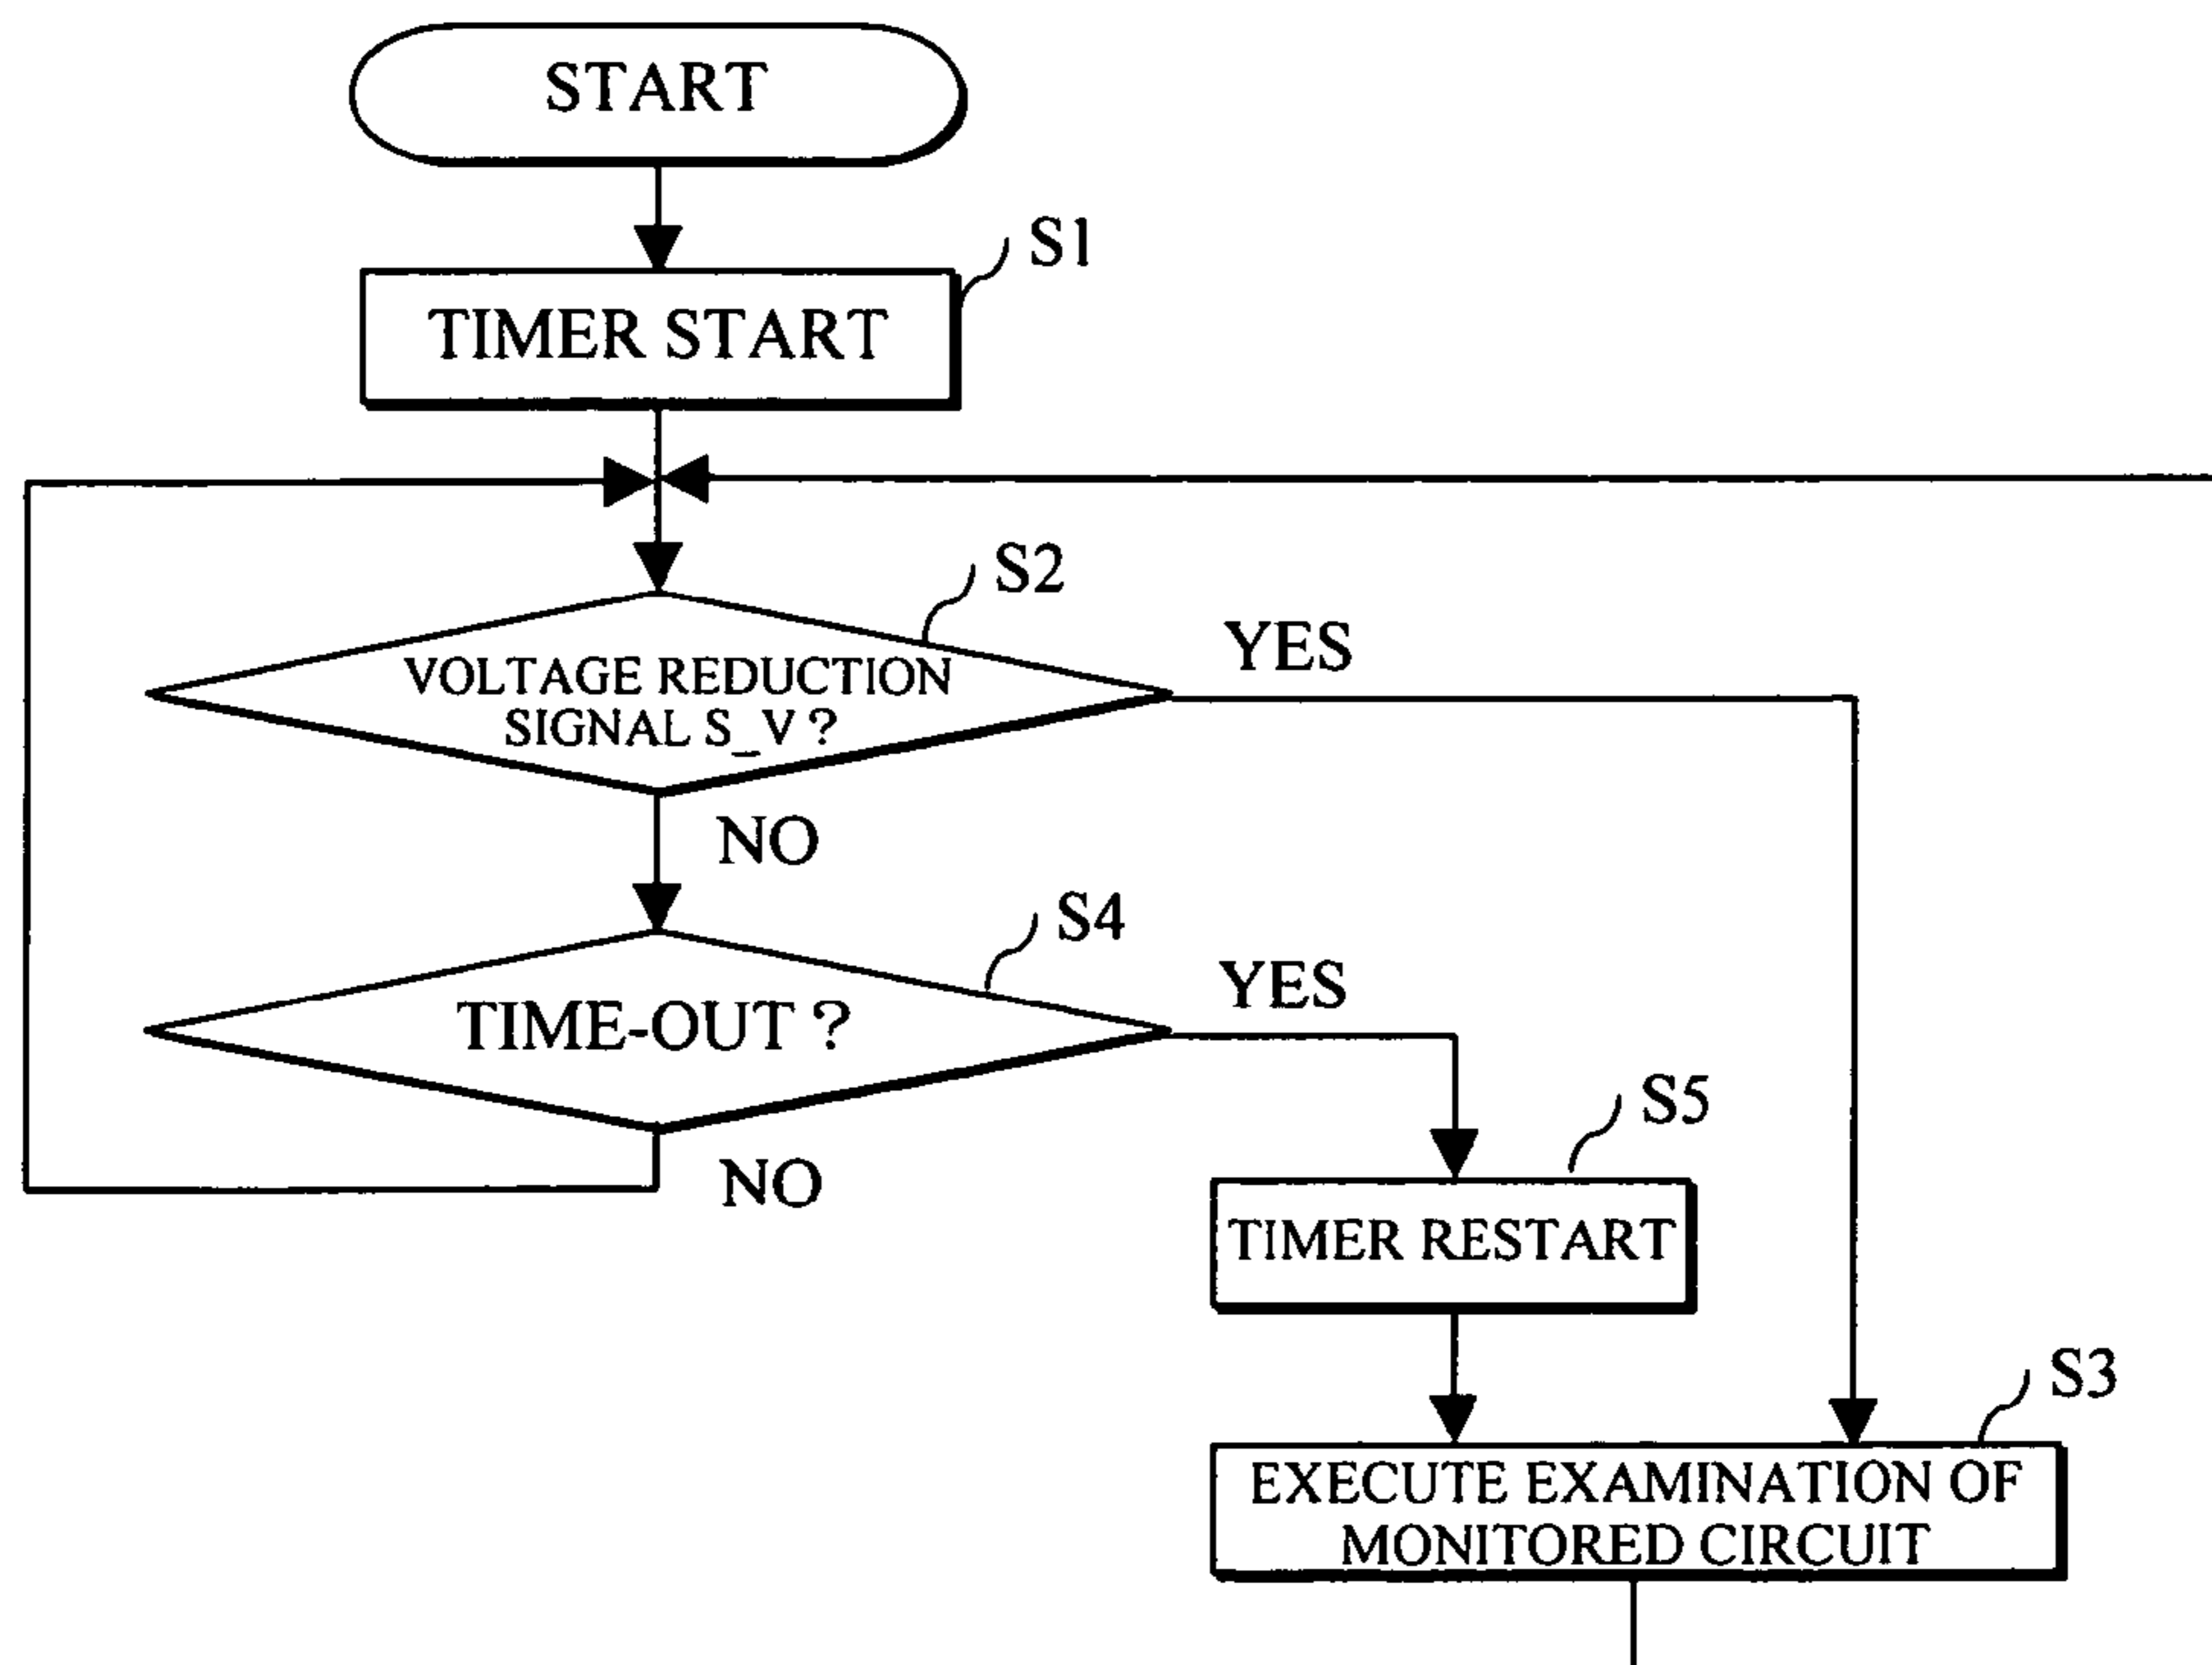 START
S1
TIMER START
S2
VOLTAGE REDUCTION
SIGNAL S_V ?
YES
NO
S4
TIME-OUT ?
YES
NO
S5
TIMER RESTART
S3
EXECUTE EXAMINATION OF
MONITORED CIRCUIT